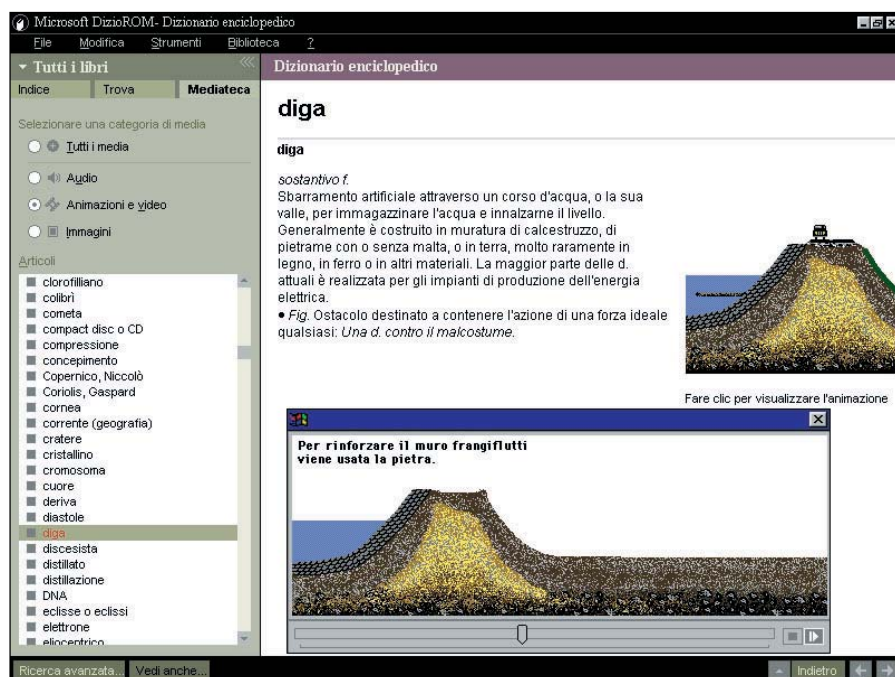 Microsoft DizioROM- Dizionario enciclopedico
File Modifica Strumenti Biblioteca ?
Tutti i libri
Indice Trova Mediateca
Selezionare una categoria di media
Tutti i media
Audio
Animazioni e video
Immagini
Articoli
clorofilliano
colibrì
cometa
compact disc o CD
compressione
concepimento
Copernico, Niccolò
Coriolis, Gaspard
cornea
corrente (geografia)
cratere
cristallino
cromosoma
cuore
deriva
diastole
diga
discesista
distillato
distillazione
DNA
eclisse o eclissi
elettrone
eliocentrico
Dizionario enciclopedico
diga
diga
sostantivo f.
Sbarramento artificiale attraverso un corso d'acqua, o la sua
valle, per immagazzinare l'acqua e innalzarne il livello.
Generalmente è costruito in muratura di calcestruzzo, di
pietrame con o senza malta, o in terra, molto raramente in
legno, in ferro o in altri materiali. La maggior parte delle d.
attuali è realizzata per gli impianti di produzione dell'energia
elettrica.
● Fig. Ostacolo destinato a contenere l'azione di una forza ideale
qualsiasi: Una d. contro il malcostume.
Fare clic per visualizzare l'animazione
Per rinforzare il muro frangiflutti
viene usata la pietra.
Ricerca avanzata... Vedi anche... Indietro